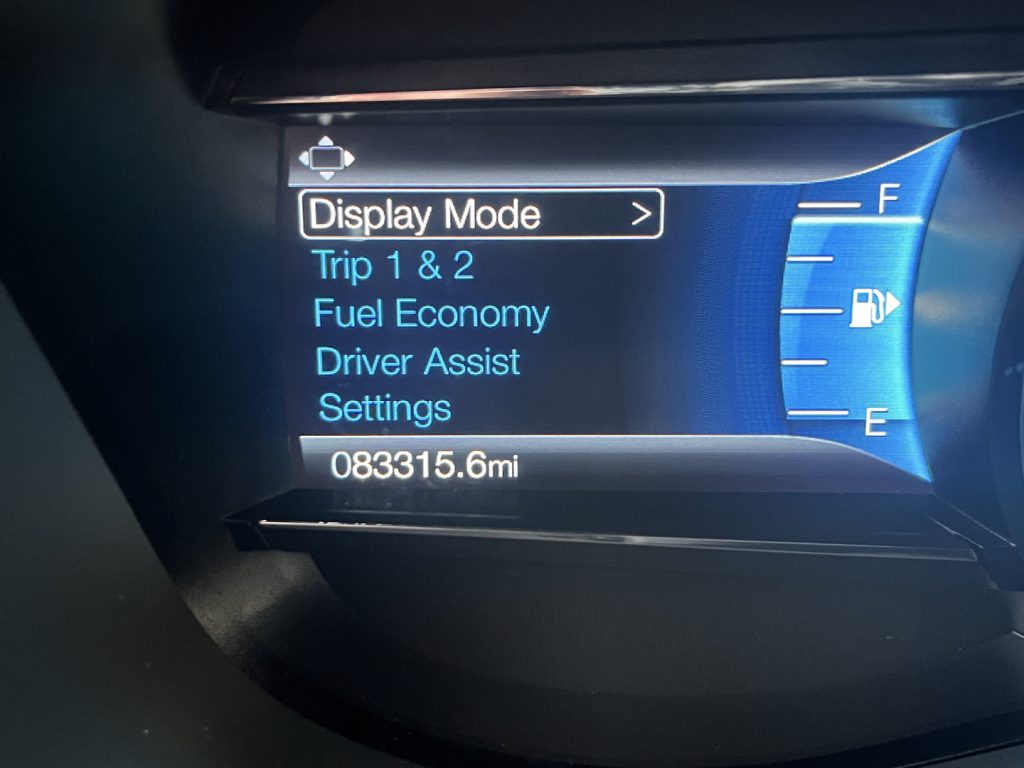 Display Mode >
F
Trip 1 & 2
Fuel Economy
Driver Assist
Settings
E
083315.6mi